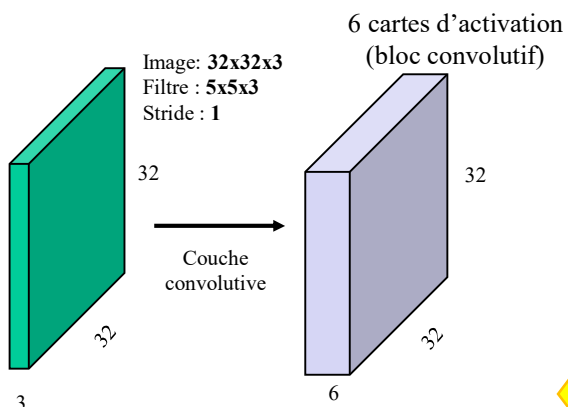 6 cartes d’activation
(bloc convolutif)
Image: 32x32x3
Filtre : 5x5x3
Stride : 1
32
32
3
Couche
convolutive
32
32
6